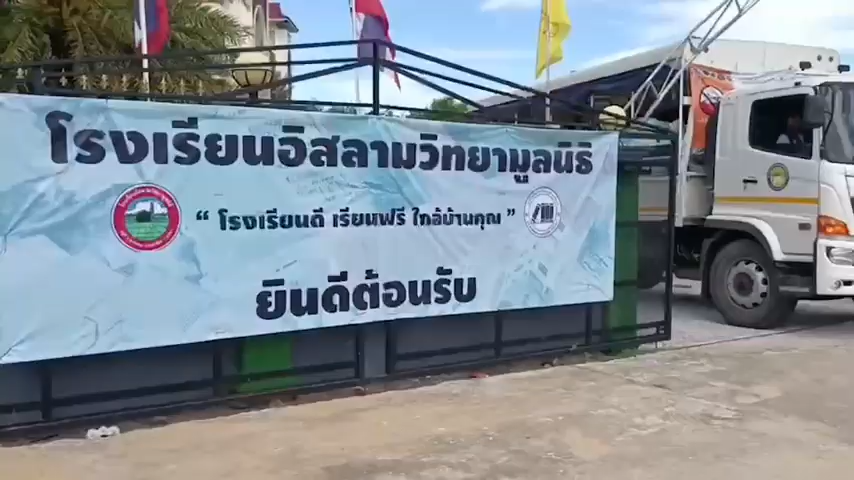 โรงเรียนอิสลามวิทยามูลนิธิ
“ โรงเรียนดี เรียนฟรี ใกล้บ้านคุณ ”
ยินดีต้อนรับ